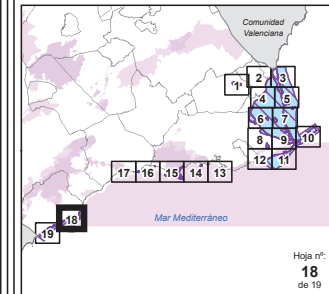 Comunidad
Valenciana
2 3
1
4 5
6 7
8 9 10
12 11
17 16 15 14 13
18
19
Mar Mediterráneo
Hoja nº:
18
de 19